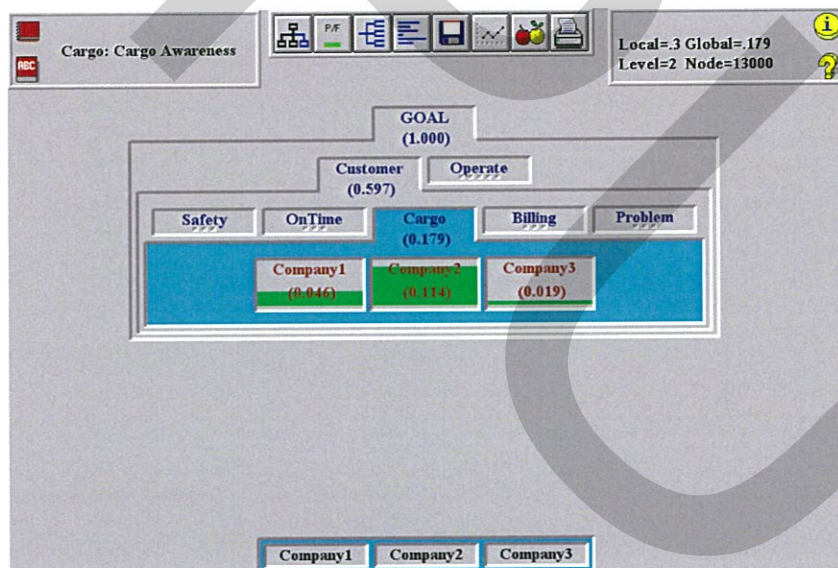 ABC
Cargo: Cargo Awareness
P/F
Local=.3 Global=.179
Level=2 Node=13000
i
?
GOAL
(1.000)
Customer
(0.597)
Operate
Safety
OnTime
Cargo
(0.179)
Billing
Problem
Company1
(0.046)
Company2
(0.114)
Company3
(0.019)
Company1
Company2
Company3